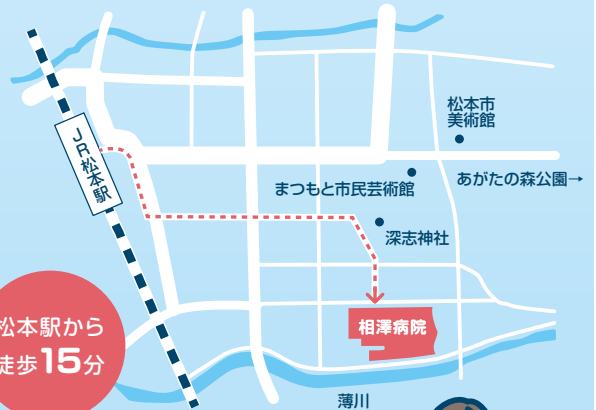 松本市
美術館
JR松本駅
まつもと市民芸術館
あがたの森公園→
深志神社
相澤病院
松本駅から
徒歩15分
薄川